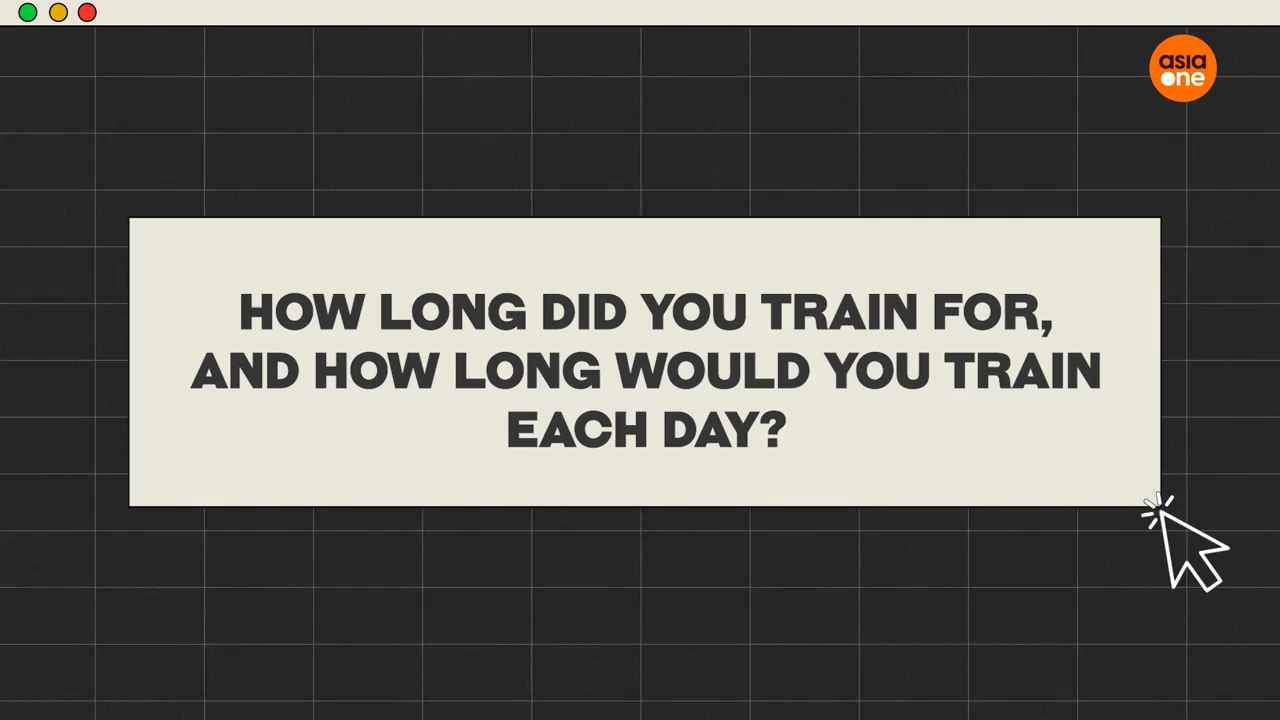 asia
one
HOW LONG DID YOU TRAIN FOR,
AND HOW LONG WOULD YOU TRAIN
EACH DAY?